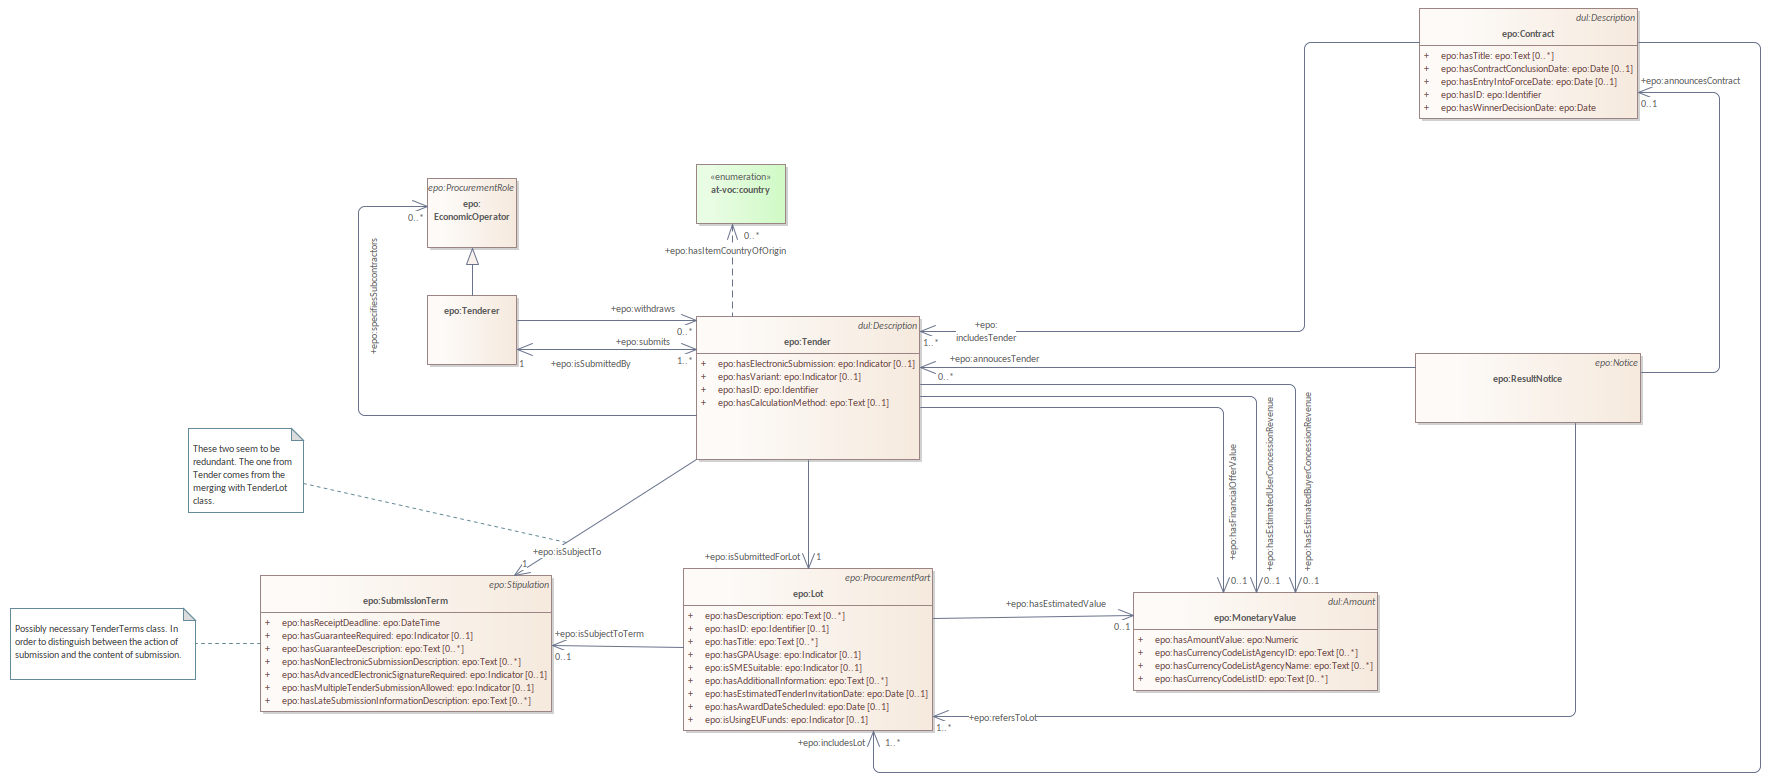 dul:Description
epo:Contract
+ epo:hasTitle: epo:Text [0..*]
+ epo:hasContractConclusionDate: epo:Date [0..1]
+ epo:hasEntryIntoForceDate: epo:Date [0..1]
+ epo:hasID: epo:Identifier
+ epo:hasWinnerDecisionDate: epo:Date
+epo:announcesContract
0..1
«enumeration»
at-voc:country
0..*
+epo:hasItemCountryOfOrigin
epo:ProcurementRole
epo:
EconomicOperator
0..*
+epo:specifiesSubcontractors
epo:Tenderer
+epo:withdraws
0..*
+epo:submits
1..*
1
+epo:isSubmittedBy
dul:Description
epo:Tender
+ epo:hasElectronicSubmission: epo:Indicator [0..1]
+ epo:hasVariant: epo:Indicator [0..1]
+ epo:hasID: epo:Identifier
+ epo:hasCalculationMethod: epo:Text [0..1]
+epo:
includesTender
1..*
+epo:annoucesTender
0..*
epo:Notice
epo:ResultNotice
+epo:hasFinancialOfferValue
+epo:hasEstimatedUserConcessionRevenue
+epo:hasEstimatedBuyerConcessionRevenue
0..1
0..1
0..1
These two seem to be
redundant. The one from
Tender comes from the
merging with TenderLot
class.
+epo:isSubjectTo
1
+epo:isSubmittedForLot
1
epo:Stipulation
epo:SubmissionTerm
+ epo:hasReceiptDeadline: epo:DateTime
+ epo:hasGuaranteeRequired: epo:Indicator [0..1]
+ epo:hasGuaranteeDescription: epo:Text [0..*]
+ epo:hasNonElectronicSubmissionDescription: epo:Text [0..*]
+ epo:hasAdvancedElectronicSignatureRequired: epo:Indicator [0..1]
+ epo:hasMultipleTenderSubmissionAllowed: epo:Indicator [0..1]
+ epo:hasLateSubmissionInformationDescription: epo:Text [0..*]
Possibly necessary TenderTerms class. In
order to distinguish between the action of
submission and the content of submission.
+epo:isSubjectToTerm
0..1
epo:ProcurementPart
epo:Lot
+ epo:hasDescription: epo:Text [0..*]
+ epo:hasID: epo:Identifier [0..1]
+ epo:hasTitle: epo:Text [0..*]
+ epo:hasGPAUsage: epo:Indicator [0..1]
+ epo:isSMESuitable: epo:Indicator [0..1]
+ epo:hasAdditionalInformation: epo:Text [0..*]
+ epo:hasEstimatedTenderInvitationDate: epo:Date [0..1]
+ epo:hasAwardDateScheduled: epo:Date [0..1]
+ epo:isUsingEUFunds: epo:Indicator [0..1]
+epo:hasEstimatedValue
0..1
dul:Amount
epo:MonetaryValue
+ epo:hasAmountValue: epo:Numeric
+ epo:hasCurrencyCodeListAgencyID: epo:Text [0..*]
+ epo:hasCurrencyCodeListAgencyName: epo:Text [0..*]
+ epo:hasCurrencyCodeListID: epo:Text [0..*]
+epo:refersToLot
1..*
+epo:includesLot
1..*